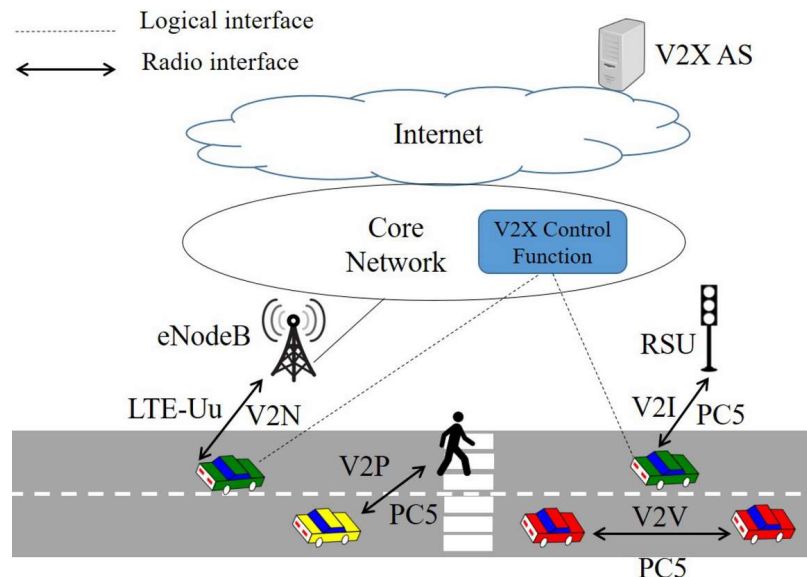 Logical interface
Radio interface
V2X AS
Internet
Core
Network
V2X Control
Function
eNodeB
RSU
LTE-Uu
V2N
V2I
PC5
V2P
PC5
V2V
PC5